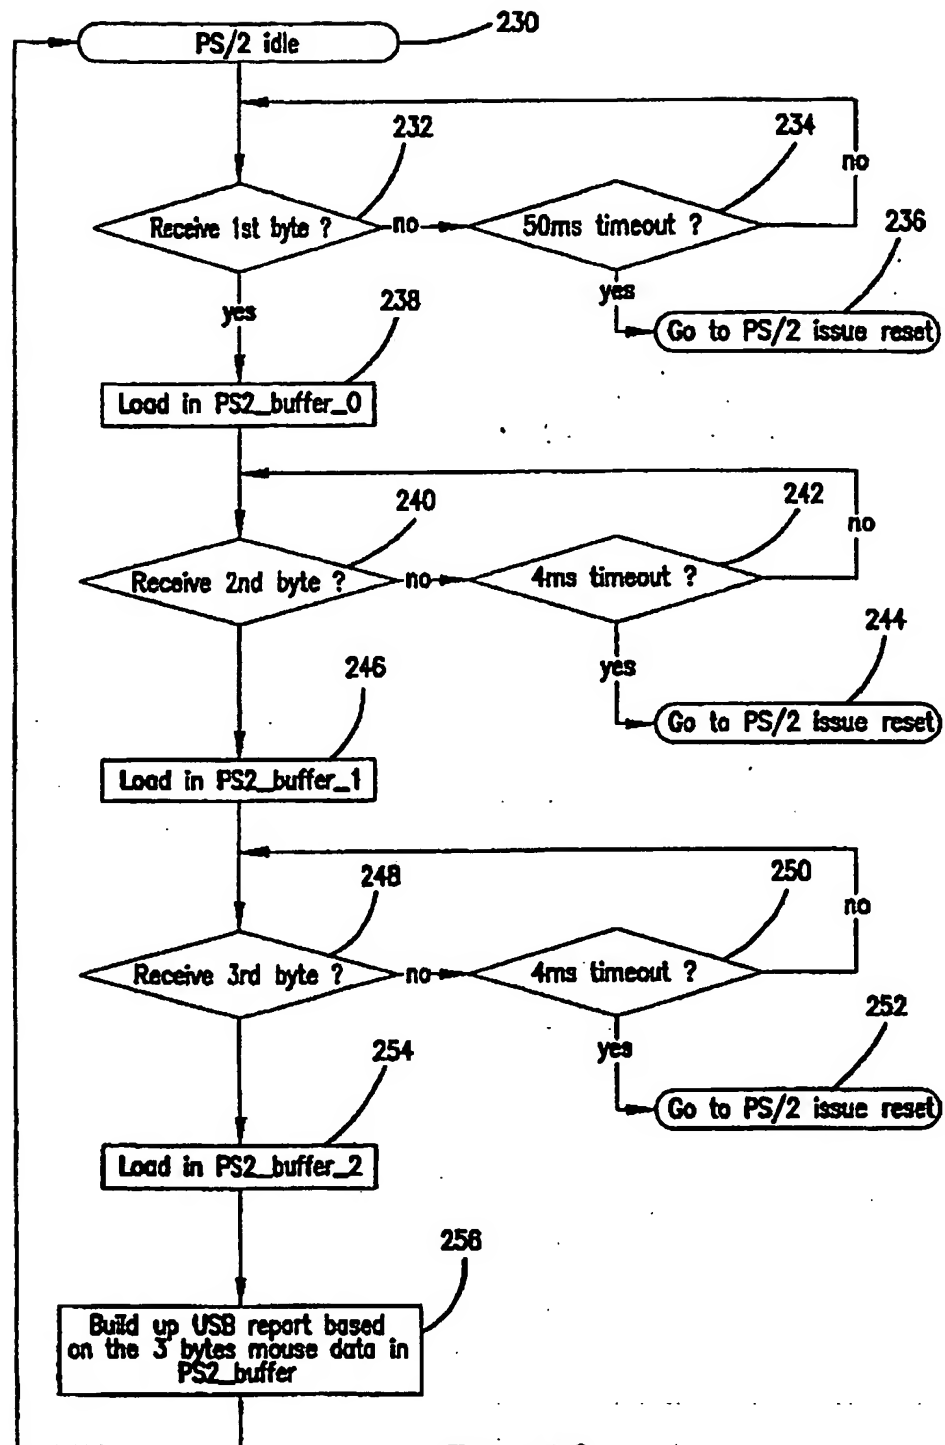 PS/2 idle
230
232
234
no
Receive 1st byte ?
no
50ms timeout ?
236
yes
yes
238
Go to PS/2 issue reset
Load in PS2_buffer_0
240
242
no
Receive 2nd byte ?
no
4ms timeout ?
244
yes
246
Go to PS/2 issue reset
Load in PS2_buffer_1
248
250
no
Receive 3rd byte ?
no
4ms timeout ?
252
yes
254
Go to PS/2 issue reset
Load in PS2_buffer_2
256
Build up USB report based
on the 3 bytes mouse data in
PS2_buffer